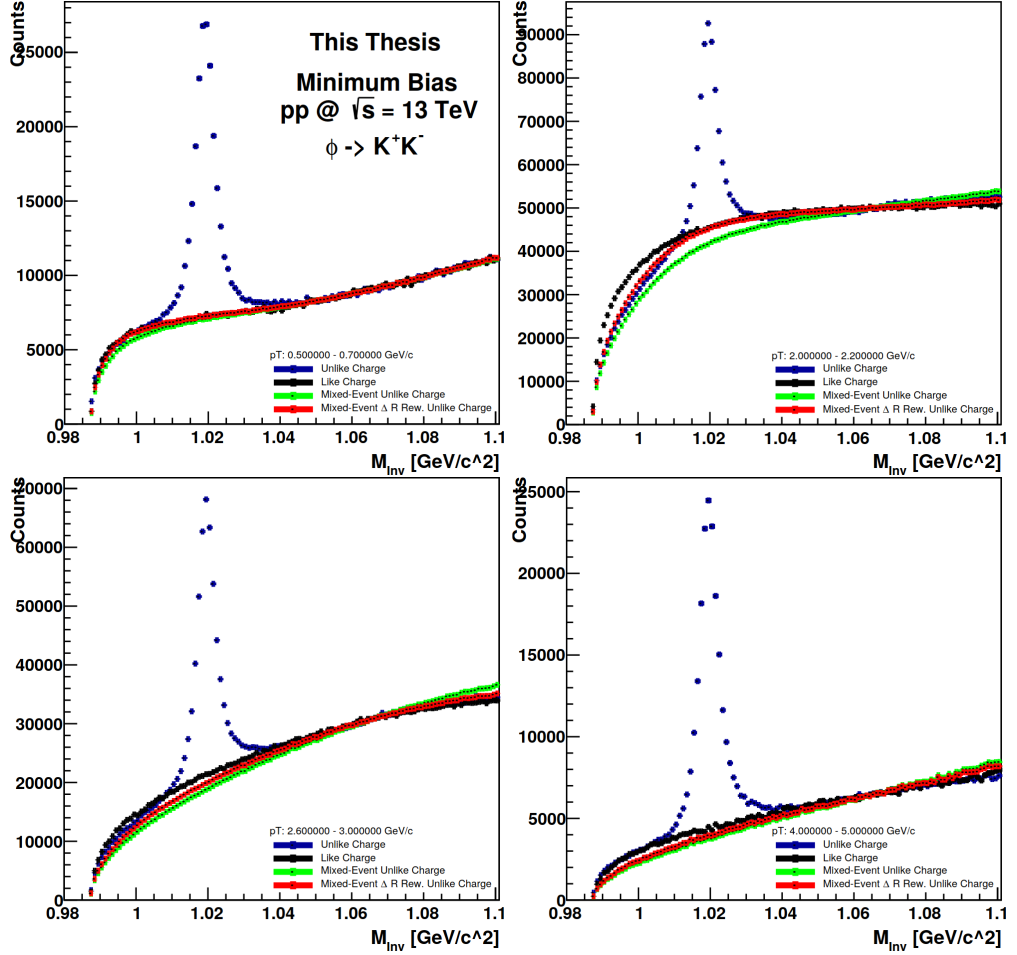 Counts
25000
20000
15000
10000
5000
0
0.98
1
1.02
1.04
1.06
1.08
1.1
M_Inv [GeV/c^2]
This Thesis
Minimum Bias
pp @ √s = 13 TeV
ϕ -> K⁺K⁻
pT: 0.500000 - 0.700000 GeV/c
Unlike Charge
Like Charge
Mixed-Event Unlike Charge
Mixed-Event Δ R Rew. Unlike Charge
Counts
90000
80000
70000
60000
50000
40000
30000
20000
10000
0
0.98
1
1.02
1.04
1.06
1.08
1.1
M_Inv [GeV/c^2]
pT: 2.000000 - 2.200000 GeV/c
Unlike Charge
Like Charge
Mixed-Event Unlike Charge
Mixed-Event Δ R Rew. Unlike Charge
Counts
70000
60000
50000
40000
30000
20000
10000
0
0.98
1
1.02
1.04
1.06
1.08
1.1
M_Inv [GeV/c^2]
pT: 2.600000 - 3.000000 GeV/c
Unlike Charge
Like Charge
Mixed-Event Unlike Charge
Mixed-Event Δ R Rew. Unlike Charge
Counts
25000
20000
15000
10000
5000
0
0.98
1
1.02
1.04
1.06
1.08
1.1
M_Inv [GeV/c^2]
pT: 4.000000 - 5.000000 GeV/c
Unlike Charge
Like Charge
Mixed-Event Unlike Charge
Mixed-Event Δ R Rew. Unlike Charge